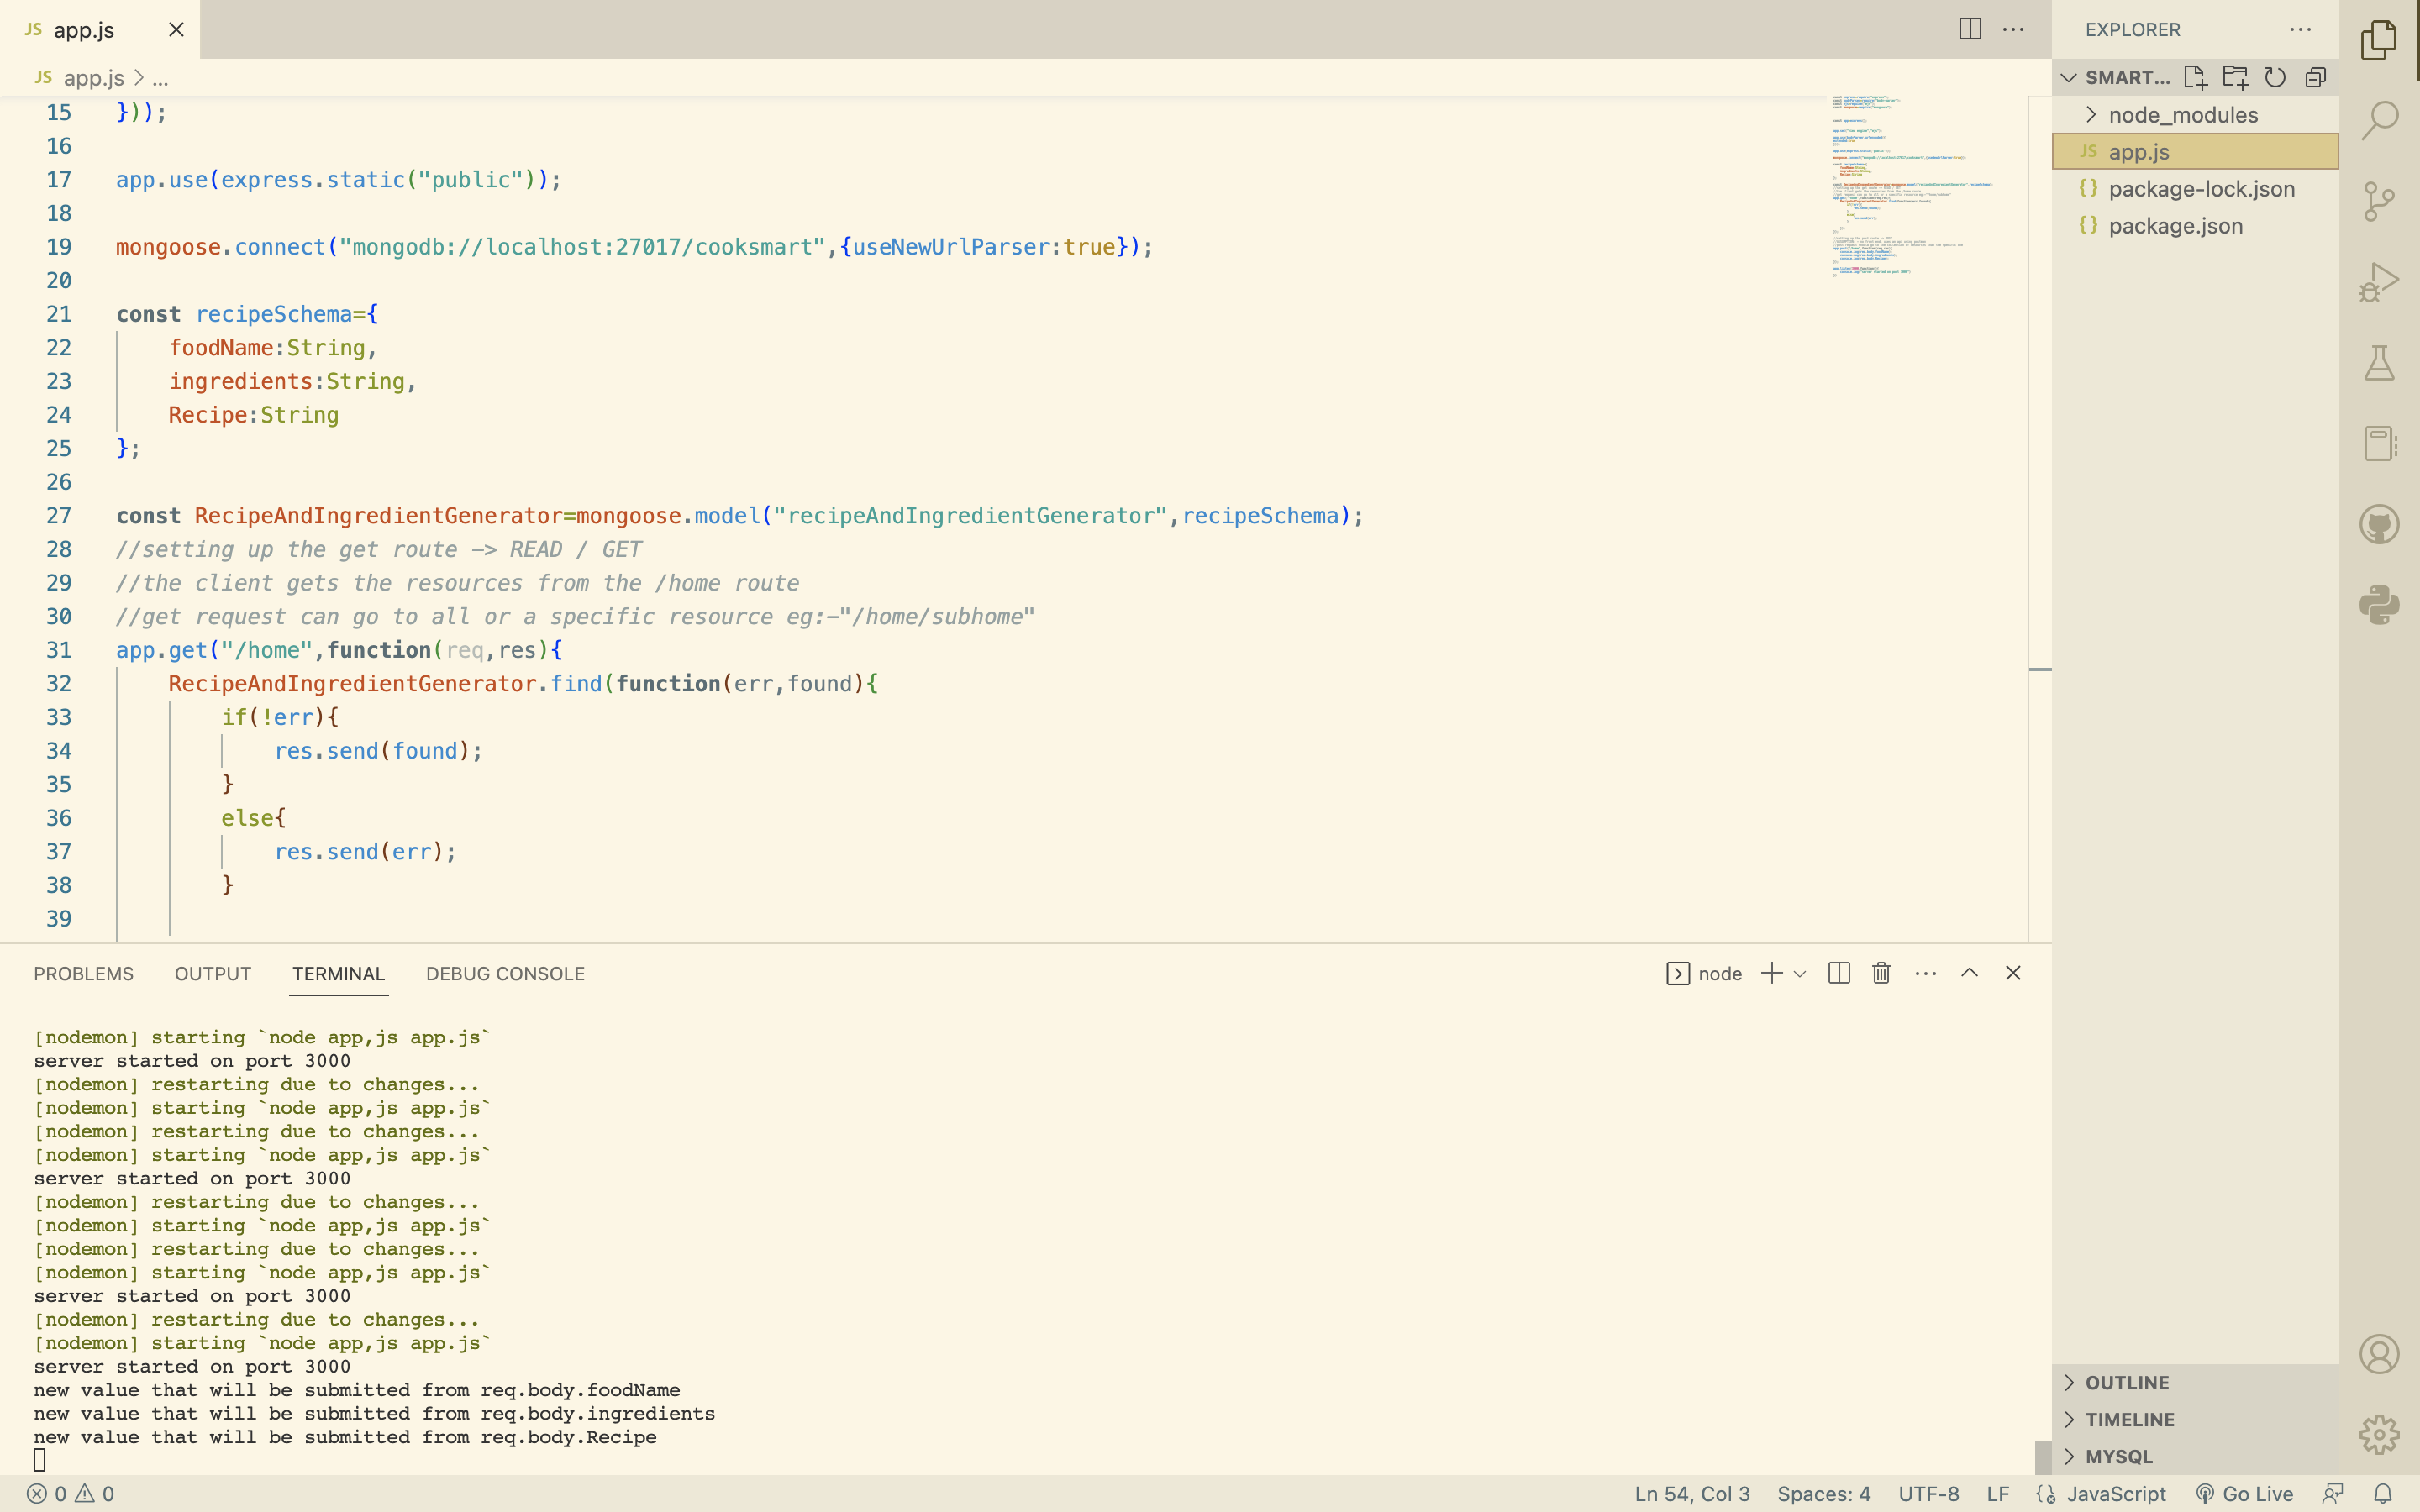 JS app.js
JS app.js > ...
15 }));
16
17 app.use(express.static("public"));
18
19 mongoose.connect("mongodb://localhost:27017/cooksmart",{useNewUrlParser:true});
20
21 const recipeSchema={
22 foodName:String,
23 ingredients:String,
24 Recipe:String
25 };
26
27 const RecipeAndIngredientGenerator=mongoose.model("recipeAndIngredientGenerator",recipeSchema);
28 //setting up the get route -> READ / GET
29 //the client gets the resources from the /home route
30 //get request can go to all or a specific resource eg:-"/home/subhome"
31 app.get("/home",function(req,res){
32 RecipeAndIngredientGenerator.find(function(err,found){
33 if(!err){
34 res.send(found);
35 }
36 else{
37 res.send(err);
38 }
39
PROBLEMS OUTPUT TERMINAL DEBUG CONSOLE
node
[nodemon] starting `node app,js app.js`
server started on port 3000
[nodemon] restarting due to changes...
[nodemon] starting `node app,js app.js`
[nodemon] restarting due to changes...
[nodemon] starting `node app,js app.js`
server started on port 3000
[nodemon] restarting due to changes...
[nodemon] starting `node app,js app.js`
[nodemon] restarting due to changes...
[nodemon] starting `node app,js app.js`
server started on port 3000
[nodemon] restarting due to changes...
[nodemon] starting `node app,js app.js`
server started on port 3000
new value that will be submitted from req.body.foodName
new value that will be submitted from req.body.ingredients
new value that will be submitted from req.body.Recipe
EXPLORER
SMART...
node_modules
JS app.js
{} package-lock.json
{} package.json
OUTLINE
TIMELINE
MYSQL
0 0
Ln 54, Col 3 Spaces: 4 UTF-8 LF JavaScript Go Live